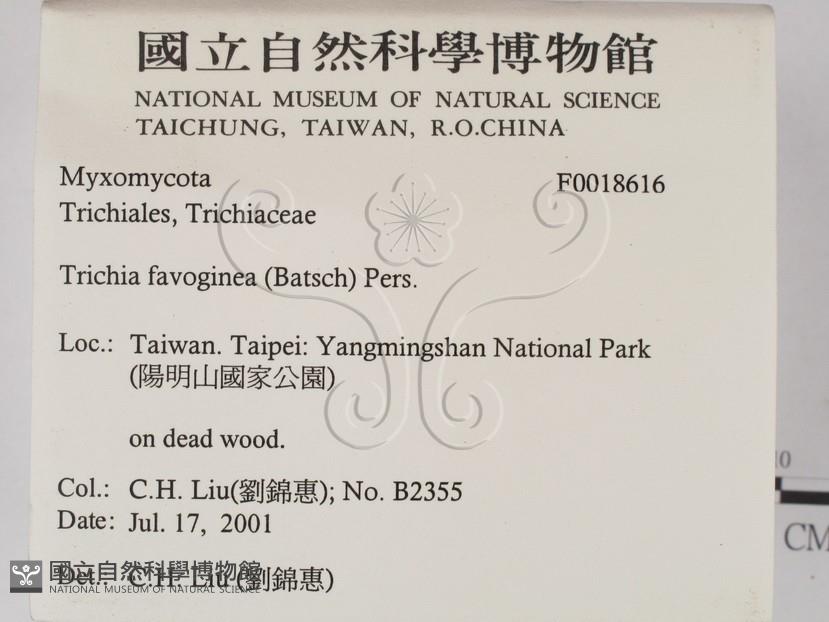 國立自然科學博物館
NATIONAL MUSEUM OF NATURAL SCIENCE
TAICHUNG, TAIWAN, R.O.CHINA
Myxomycota F0018616
Trichiales, Trichiaceae
Trichia favoginea (Batsch) Pers.
Loc.: Taiwan. Taipei: Yangmingshan National Park
(陽明山國家公園)
on dead wood.
Col.: C.H. Liu(劉錦惠); No. B2355
Date: Jul. 17, 2001
Det.: C.H. Liu (劉錦惠)
國立自然科學博物館
NATIONAL MUSEUM OF NATURAL SCIENCE
10
CM